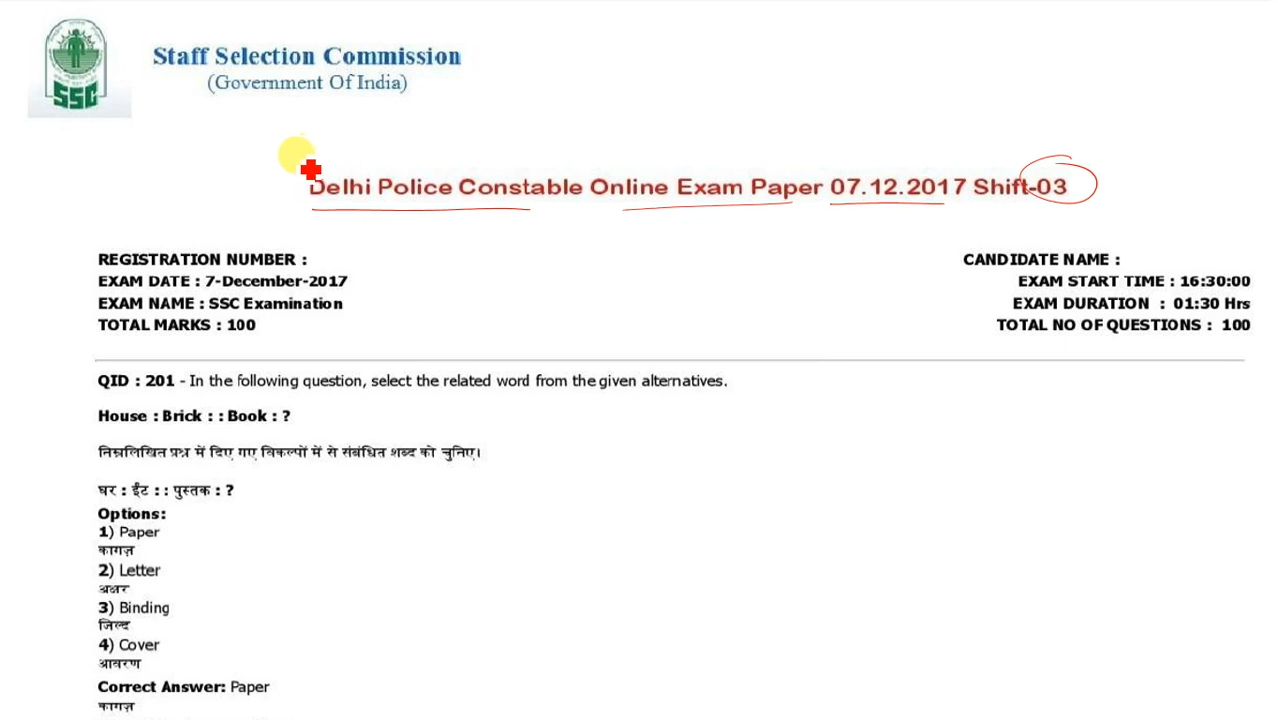 SSC
Staff Selection Commission
(Government Of India)
Delhi Police Constable Online Exam Paper 07.12.2017 Shift-03
REGISTRATION NUMBER :
EXAM DATE : 7-December-2017
EXAM NAME : SSC Examination
TOTAL MARKS : 100
CANDIDATE NAME :
EXAM START TIME : 16:30:00
EXAM DURATION : 01:30 Hrs
TOTAL NO OF QUESTIONS : 100
QID : 201 - In the following question, select the related word from the given alternatives.
House : Brick : : Book : ?
निम्नलिखित प्रश्न में दिए गए विकल्पों में से संबंधित शब्द को चुनिए।
घर : ईंट : : पुस्तक : ?
Options:
1) Paper
कागज़
2) Letter
अक्षर
3) Binding
जिल्द
4) Cover
आवरण
Correct Answer: Paper
कागज़